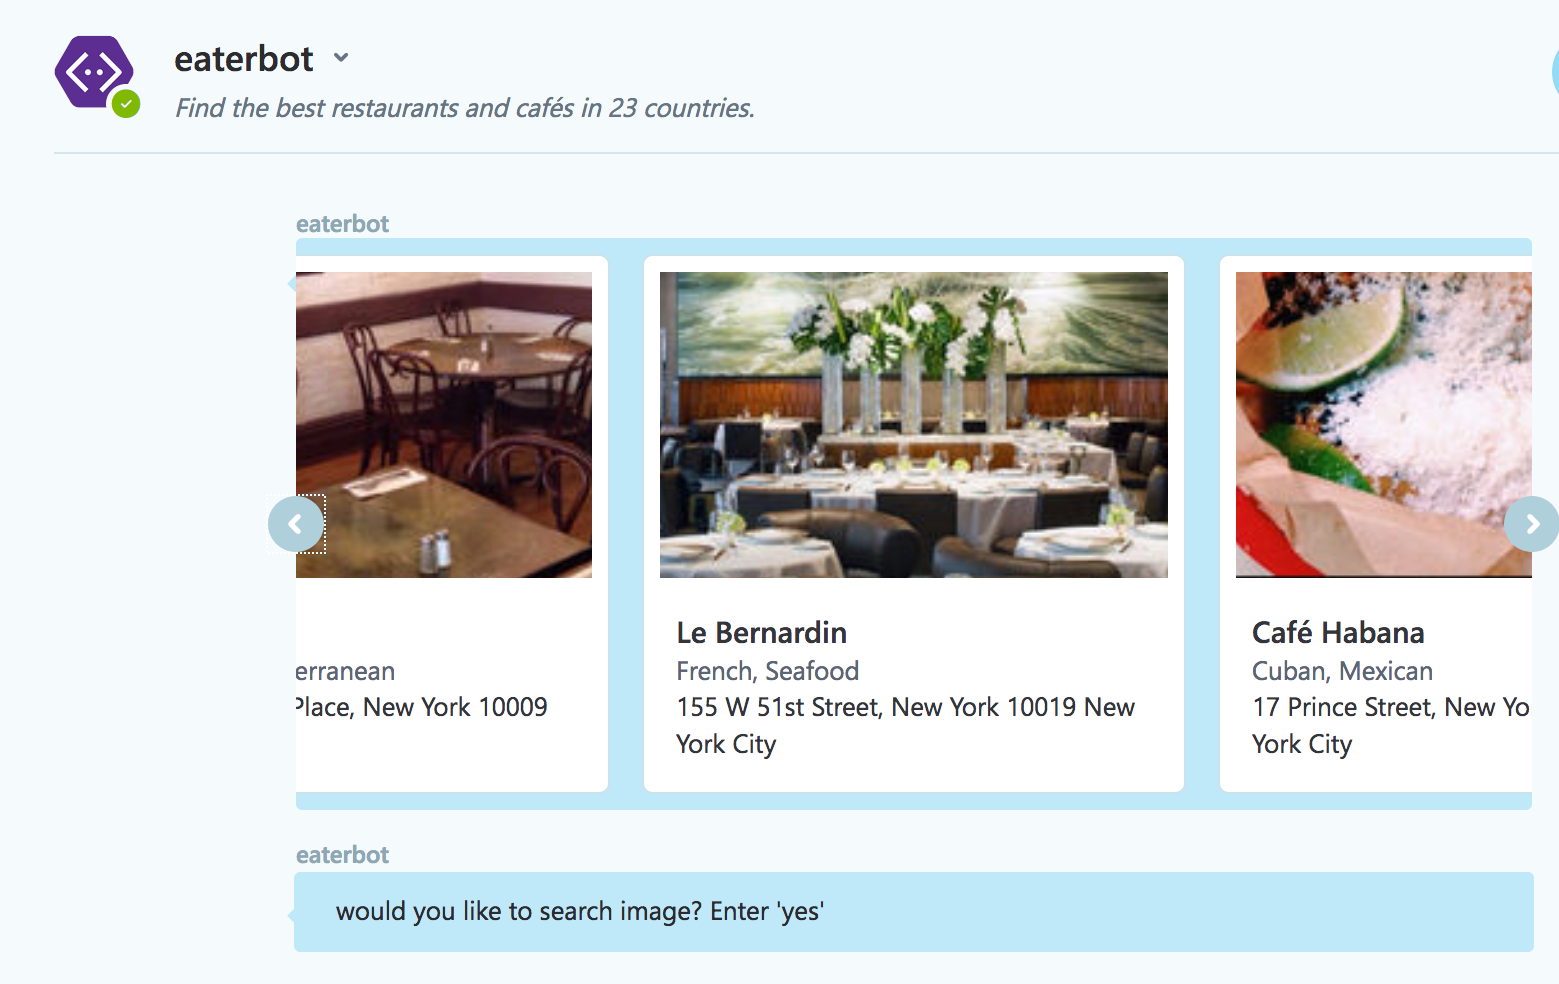 eaterbot
Find the best restaurants and cafés in 23 countries.
eaterbot
erranean
Place, New York 10009
Le Bernardin
French, Seafood
155 W 51st Street, New York 10019 New
York City
Café Habana
Cuban, Mexican
17 Prince Street, New Yo
York City
eaterbot
would you like to search image? Enter 'yes'